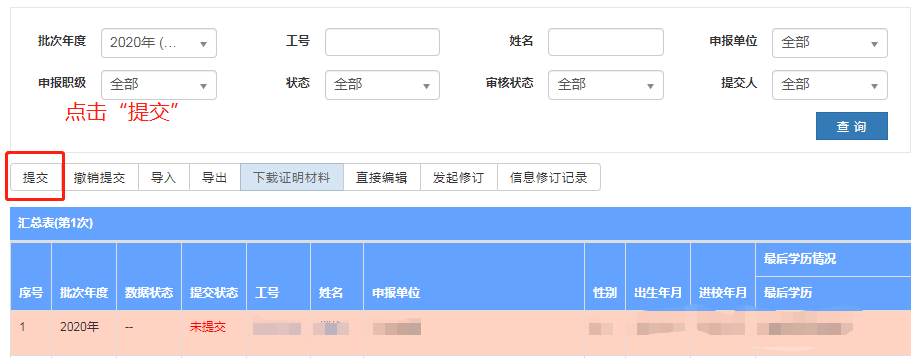 批次年度 2020年 (... 工号 姓名 申报单位 全部
申报职级 全部 状态 全部 审核状态 全部 提交人 全部
点击“提交”
查 询
提交 撤销提交 导入 导出 下载证明材料 直接编辑 发起修订 信息修订记录
汇总表(第1次)
最后学历情况
序号 批次年度 数据状态 提交状态 工号 姓名 申报单位 性别 出生年月 进校年月 最后学历
1 2020年 -- 未提交